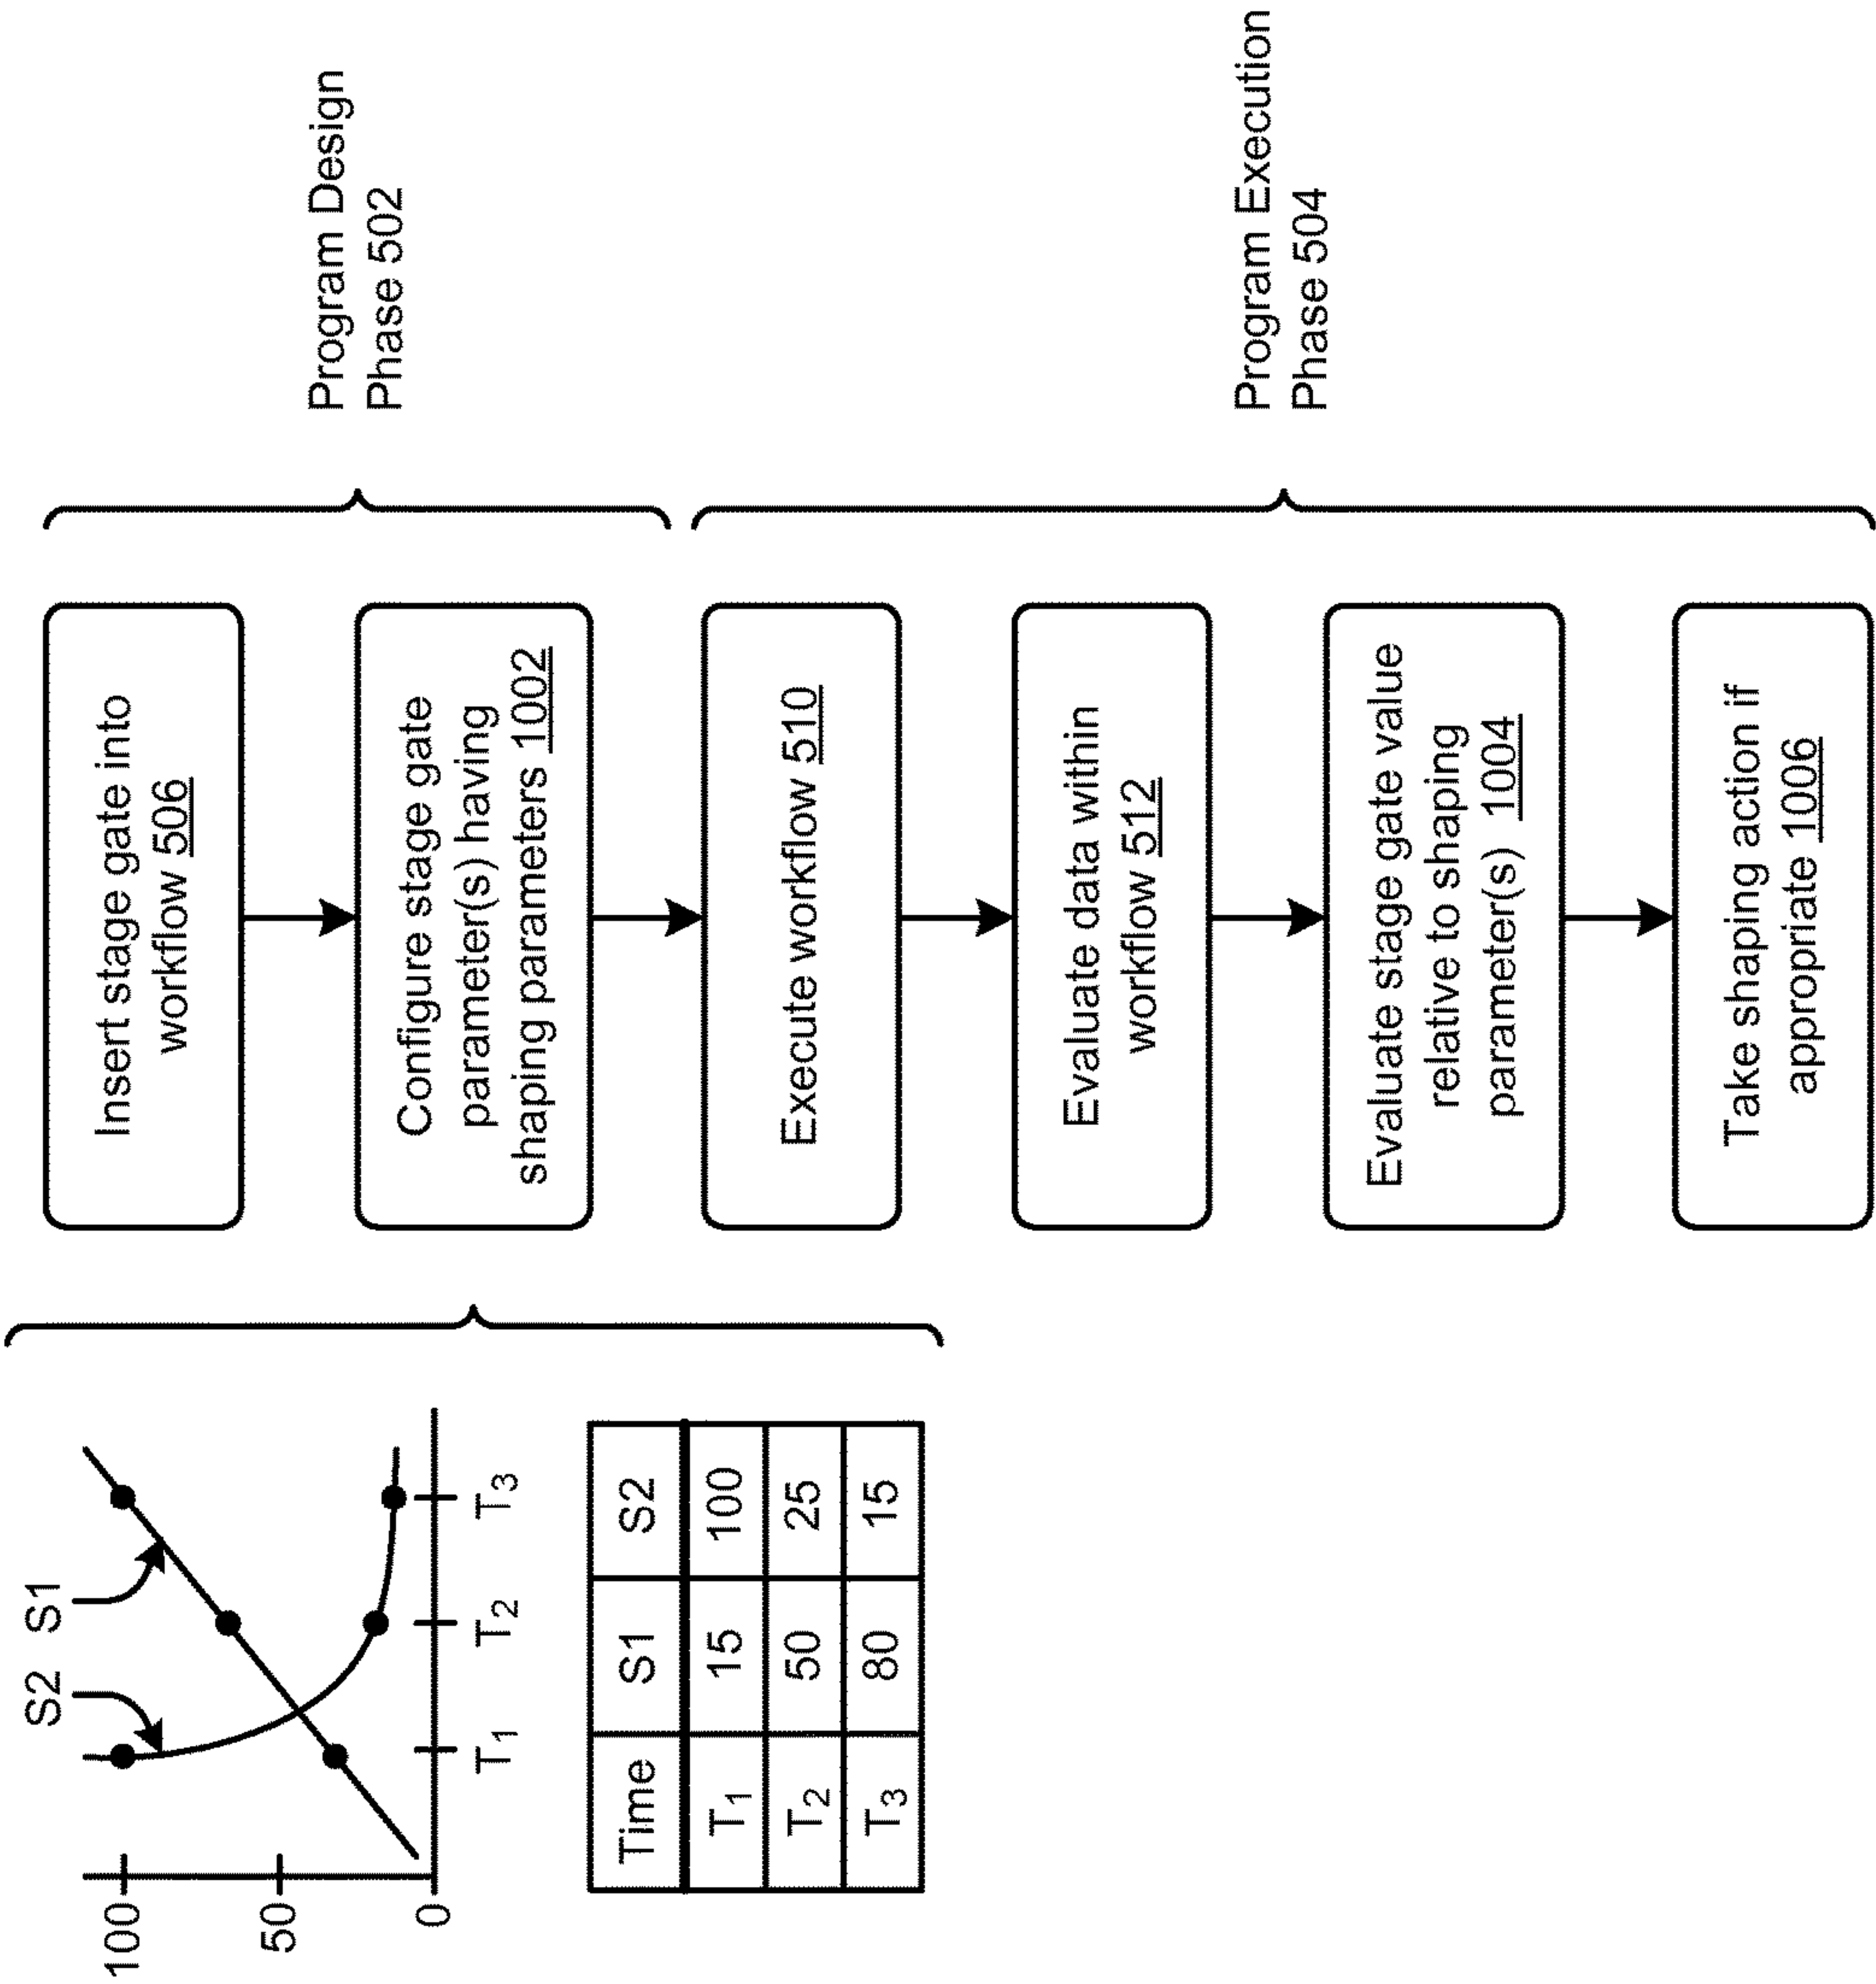 S2
S1
100
50
0
T₁
T₂
T₃
Time S1 S2
T₁ 15 100
T₂ 50 25
T₃ 80 15
Insert stage gate into
workflow 506
Configure stage gate
parameter(s) having
shaping parameters 1002
Execute workflow 510
Evaluate data within
workflow 512
Evaluate stage gate value
relative to shaping
parameter(s) 1004
Take shaping action if
appropriate 1006
Program Design
Phase 502
Program Execution
Phase 504